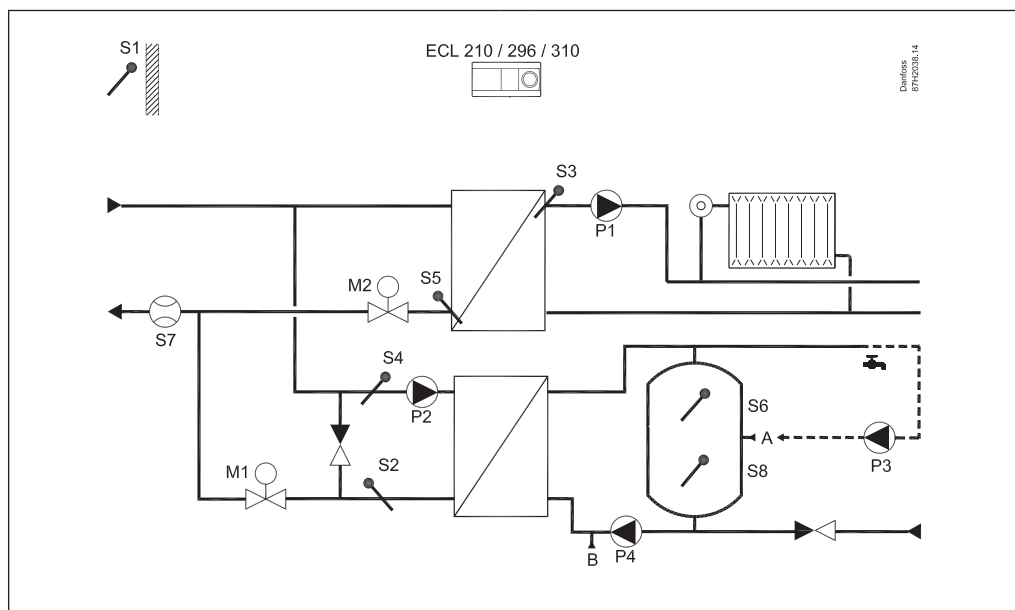 S1
ECL 210 / 296 / 310
Danfoss
87H2038.14
S3
P1
M2
S5
S7
S4
P2
S6
A
P3
S8
M1
S2
B
P4